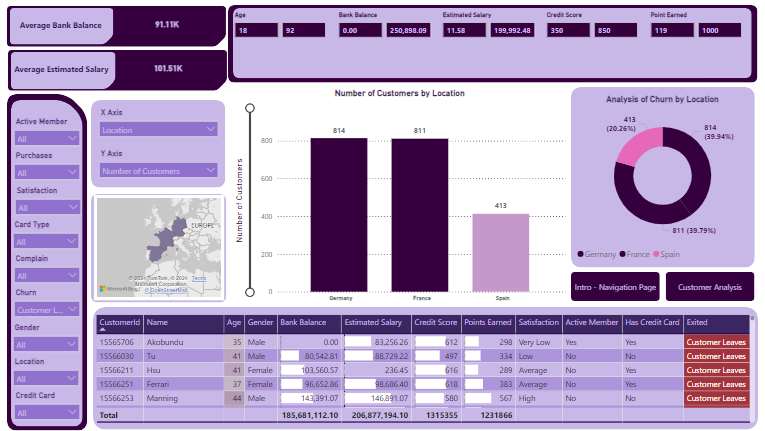 Average Bank Balance 91.11K
Average Estimated Salary 101.51K
Age Bank Balance Estimated Salary Credit Score Point Earned
18 92 0.00 250,898.09 11.58 199,992.48 350 850 119 1000
Active Member
All
Purchases
All
Satisfaction
All
Card Type
All
Complain
All
Churn
Customer L...
Gender
All
Location
All
Credit Card
All
X Axis
Location
Y Axis
Number of Customers
EUROPE
© 2024 TomTom, © 2024
Microsoft Corporation,
© OpenStreetMap
Terms
Microsoft Bing
Number of Customers by Location
Number of Customers
800
600
400
200
0
814
811
413
Germany
France
Spain
Analysis of Churn by Location
413
(20.26%)
814
(39.94%)
811 (39.79%)
Germany France Spain
Intro - Navigation Page
Customer Analysis
CustomerId Name Age Gender Bank Balance Estimated Salary Credit Score Points Earned Satisfaction Active Member Has Credit Card Exited
15565706 Akobundu 35 Male 0.00 83,256.26 612 298 Very Low Yes Yes Customer Leaves
15566030 Tu 41 Male 80,542.81 88,729.22 497 334 Low No No Customer Leaves
15566211 Hsu 41 Female 103,560.57 236.45 616 289 Average No Yes Customer Leaves
15566251 Ferrari 37 Female 96,652.86 98,686.40 618 383 Average No Yes Customer Leaves
15566253 Manning 44 Male 143,391.07 146,891.07 580 567 High No No Customer Leaves
Total 185,681,112.10 206,877,194.10 1315355 1231866